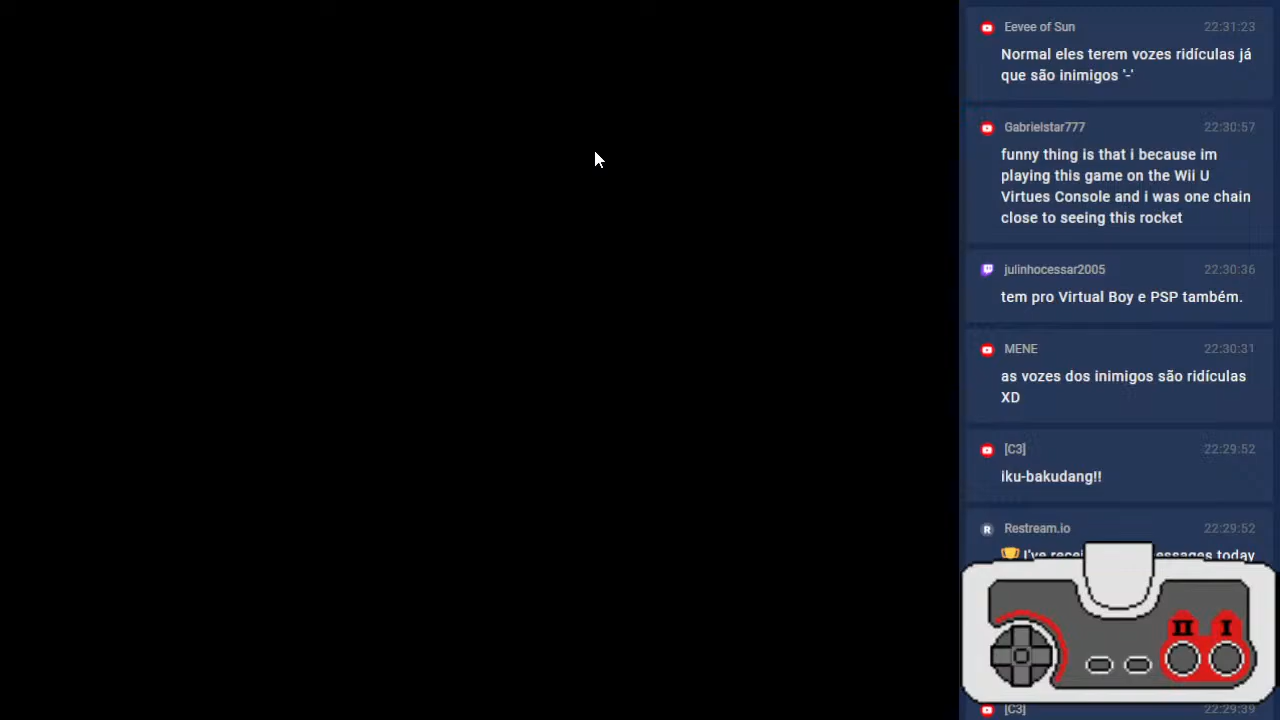 Eevee of Sun 22:31:23
Normal eles terem vozes ridículas já
que são inimigos '-'
Gabrielstar777 22:30:57
funny thing is that i because im
playing this game on the Wii U
Virtues Console and i was one chain
close to seeing this rocket
julinhocessar2005 22:30:36
tem pro Virtual Boy e PSP também.
MENE 22:30:31
as vozes dos inimigos são ridículas
XD
[C3] 22:29:52
iku-bakudang!!
R Restream.io 22:29:52
🏆 I've today
II I
[C3] 22:29:39